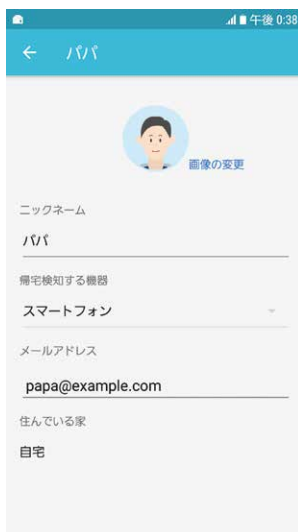 午後 0:38
← パパ
画像の変更
ニックネーム
パパ
帰宅検知する機器
スマートフォン
メールアドレス
papa@example.com
住んでいる家
自宅